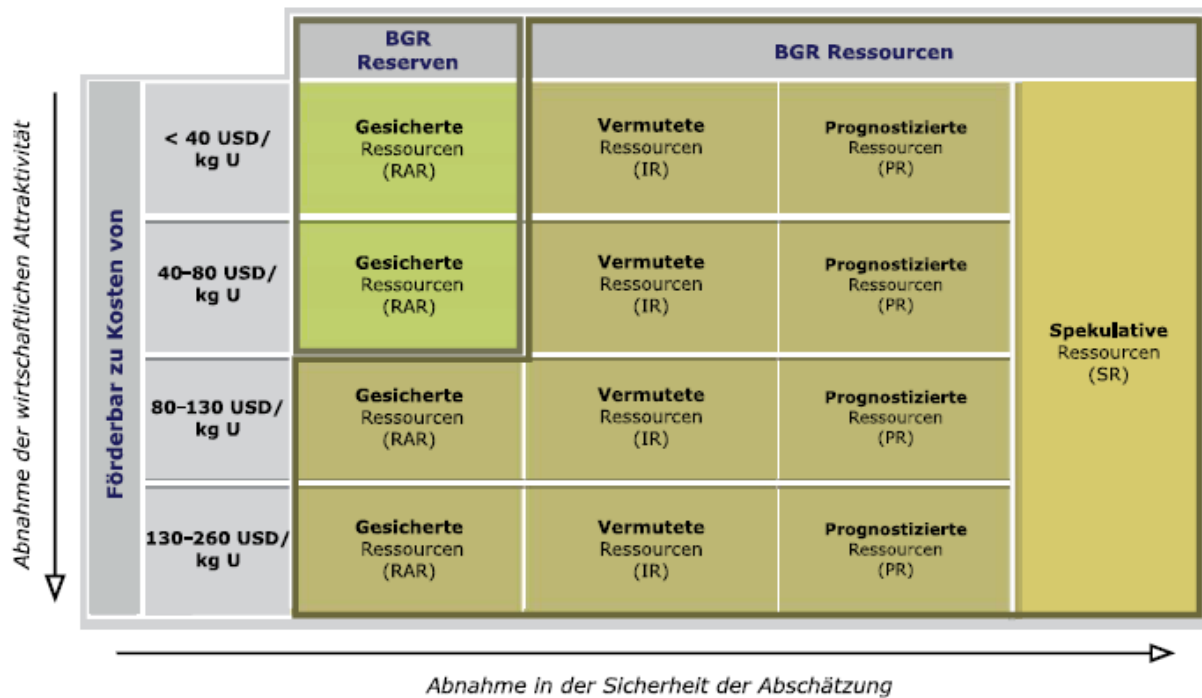 BGR
Reserven
BGR Ressourcen
Abnahme der wirtschaftlichen Attraktivität
Förderbar zu Kosten von
< 40 USD/
kg U
Gesicherte
Ressourcen
(RAR)
Vermutete
Ressourcen
(IR)
Prognostizierte
Ressourcen
(PR)
40–80 USD/
kg U
Gesicherte
Ressourcen
(RAR)
Vermutete
Ressourcen
(IR)
Prognostizierte
Ressourcen
(PR)
Spekulative
Ressourcen
(SR)
80–130 USD/
kg U
Gesicherte
Ressourcen
(RAR)
Vermutete
Ressourcen
(IR)
Prognostizierte
Ressourcen
(PR)
130–260 USD/
kg U
Gesicherte
Ressourcen
(RAR)
Vermutete
Ressourcen
(IR)
Prognostizierte
Ressourcen
(PR)
Abnahme in der Sicherheit der Abschätzung